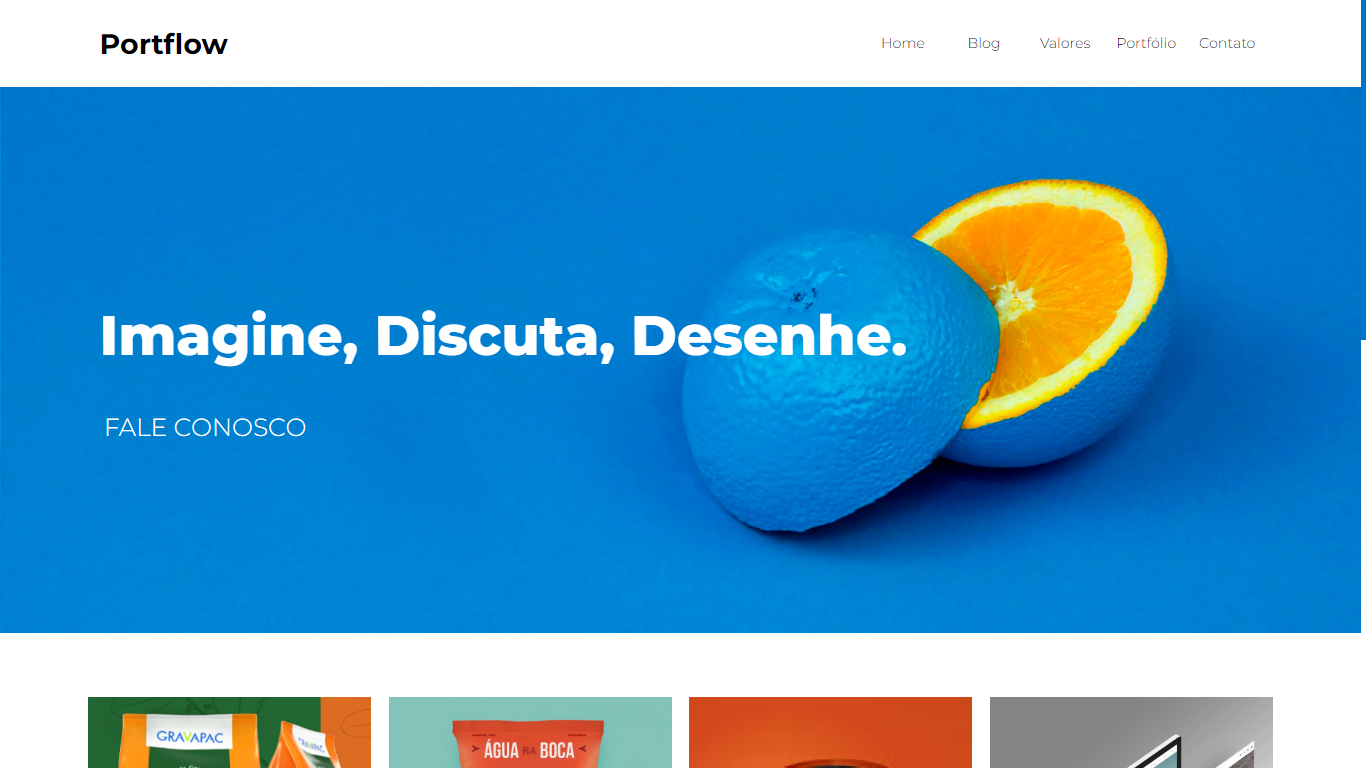 Portflow
Home Blog Valores Portfólio Contato
Imagine, Discuta, Desenhe.
FALE CONOSCO
GRAVAPAC
GRAVAPAC
ÁGUA NA BOCA